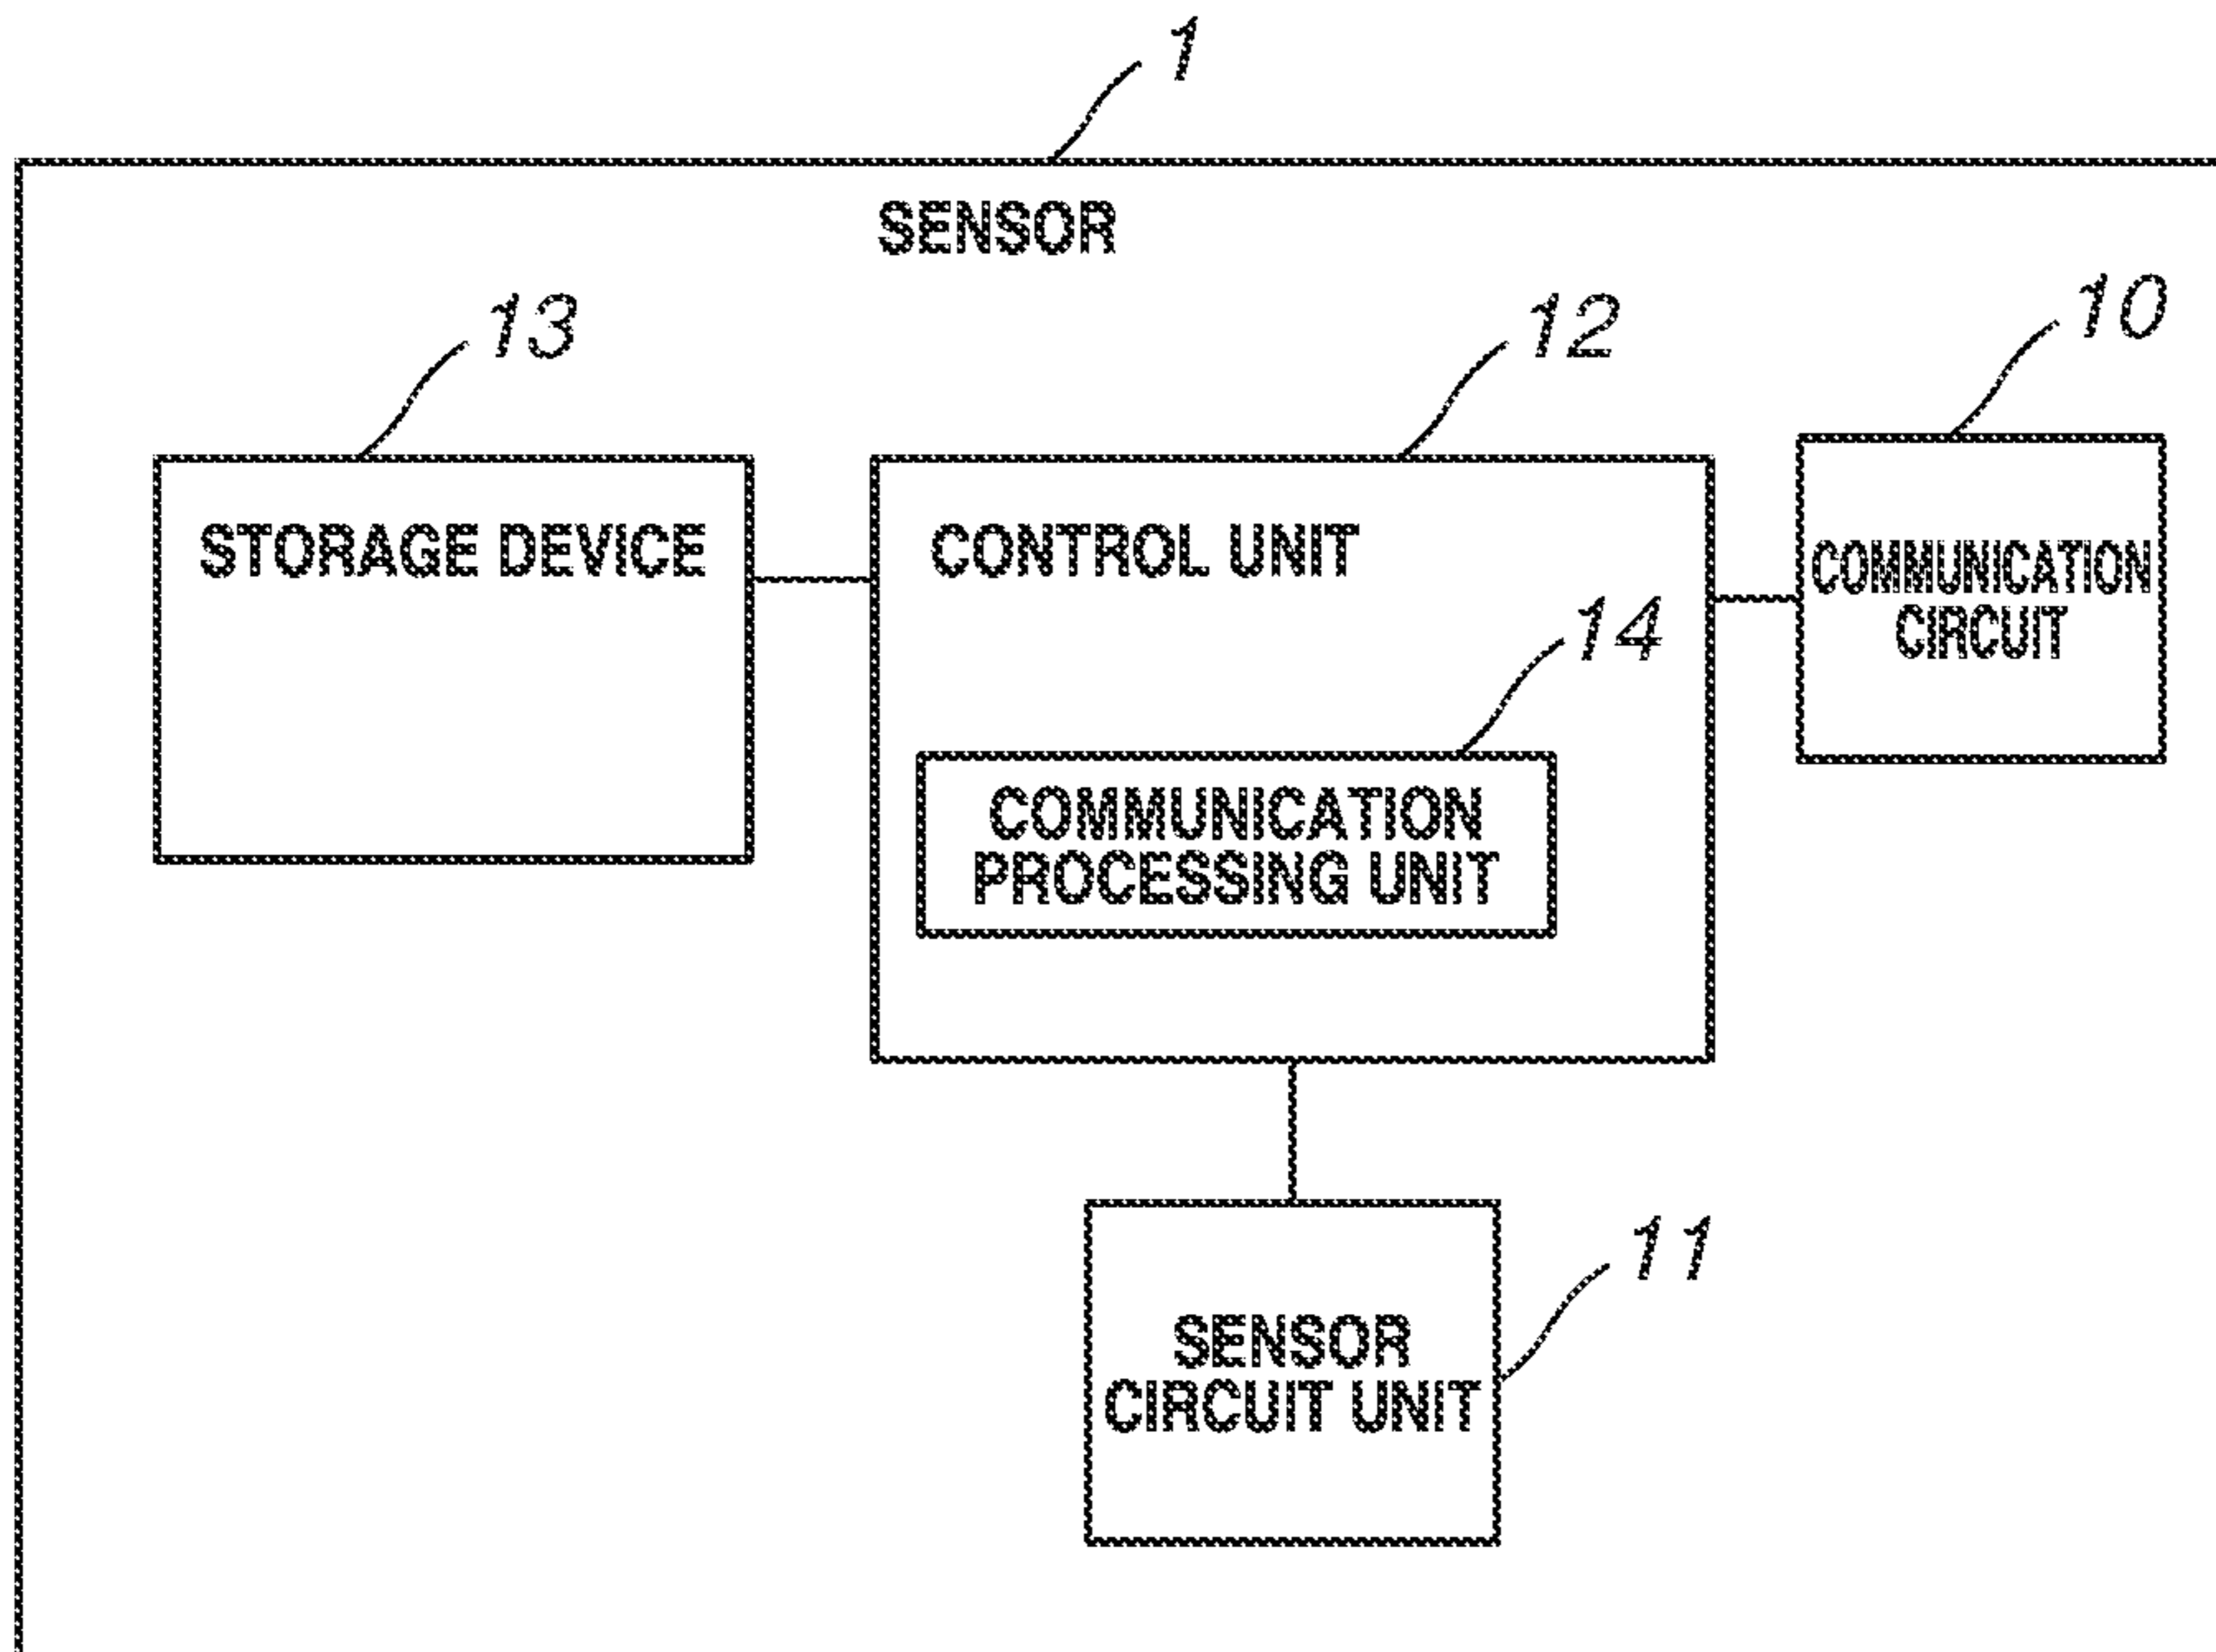 1
SENSOR
13
12
10
STORAGE DEVICE
CONTROL UNIT
COMMUNICATION
CIRCUIT
14
COMMUNICATION
PROCESSING UNIT
11
SENSOR
CIRCUIT UNIT